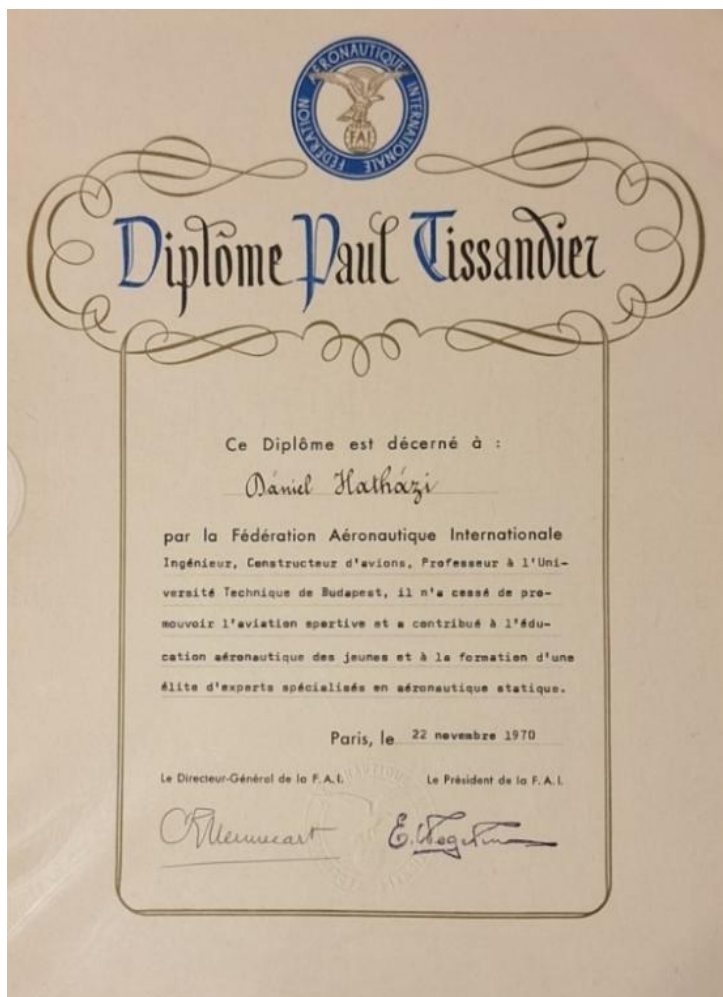 FÉDÉRATION AÉRONAUTIQUE INTERNATIONALE
FAI
Diplôme Paul Tissandier
Ce Diplôme est décerné à :
Dániel Hatházi
par la Fédération Aéronautique Internationale
Ingénieur, Constructeur d'avions, Professeur à l'Uni-
versité Technique de Budapest, il n'a cessé de pro-
mouvoir l'aviation sportive et a contribué à l'édu-
cation aéronautique des jeunes et à la formation d'une
élite d'experts spécialisés en aéronautique statique.
Paris, le 22 novembre 1970
Le Directeur-Général de la F.A.I.
Le Président de la F.A.I.